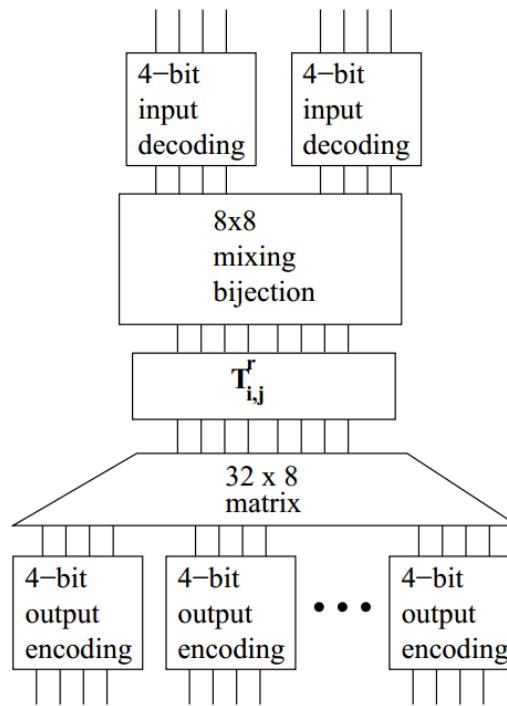 4−bit
input
decoding
4−bit
input
decoding
8x8
mixing
bijection
T^r_{i,j}
32 x 8
matrix
4−bit
output
encoding
4−bit
output
encoding
• • •
4−bit
output
encoding